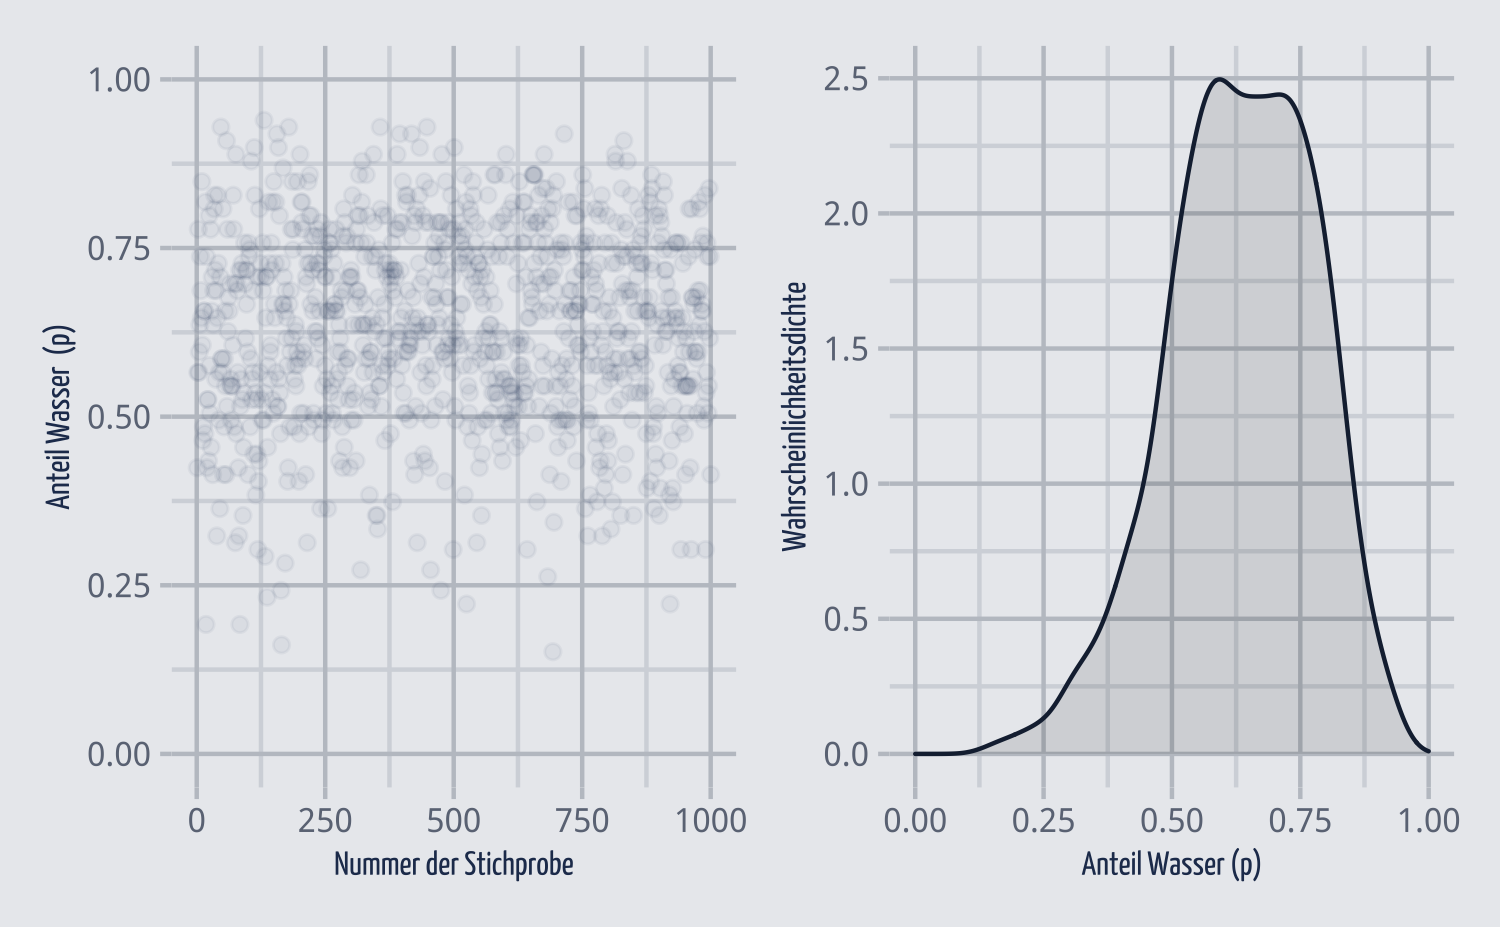 1.00
0.75
0.50
0.25
0.00
Anteil Wasser (p)
0 250 500 750 1000
Nummer der Stichprobe
2.5
2.0
1.5
1.0
0.5
0.0
Wahrscheinlichkeitsdichte
0.00 0.25 0.50 0.75 1.00
Anteil Wasser (p)